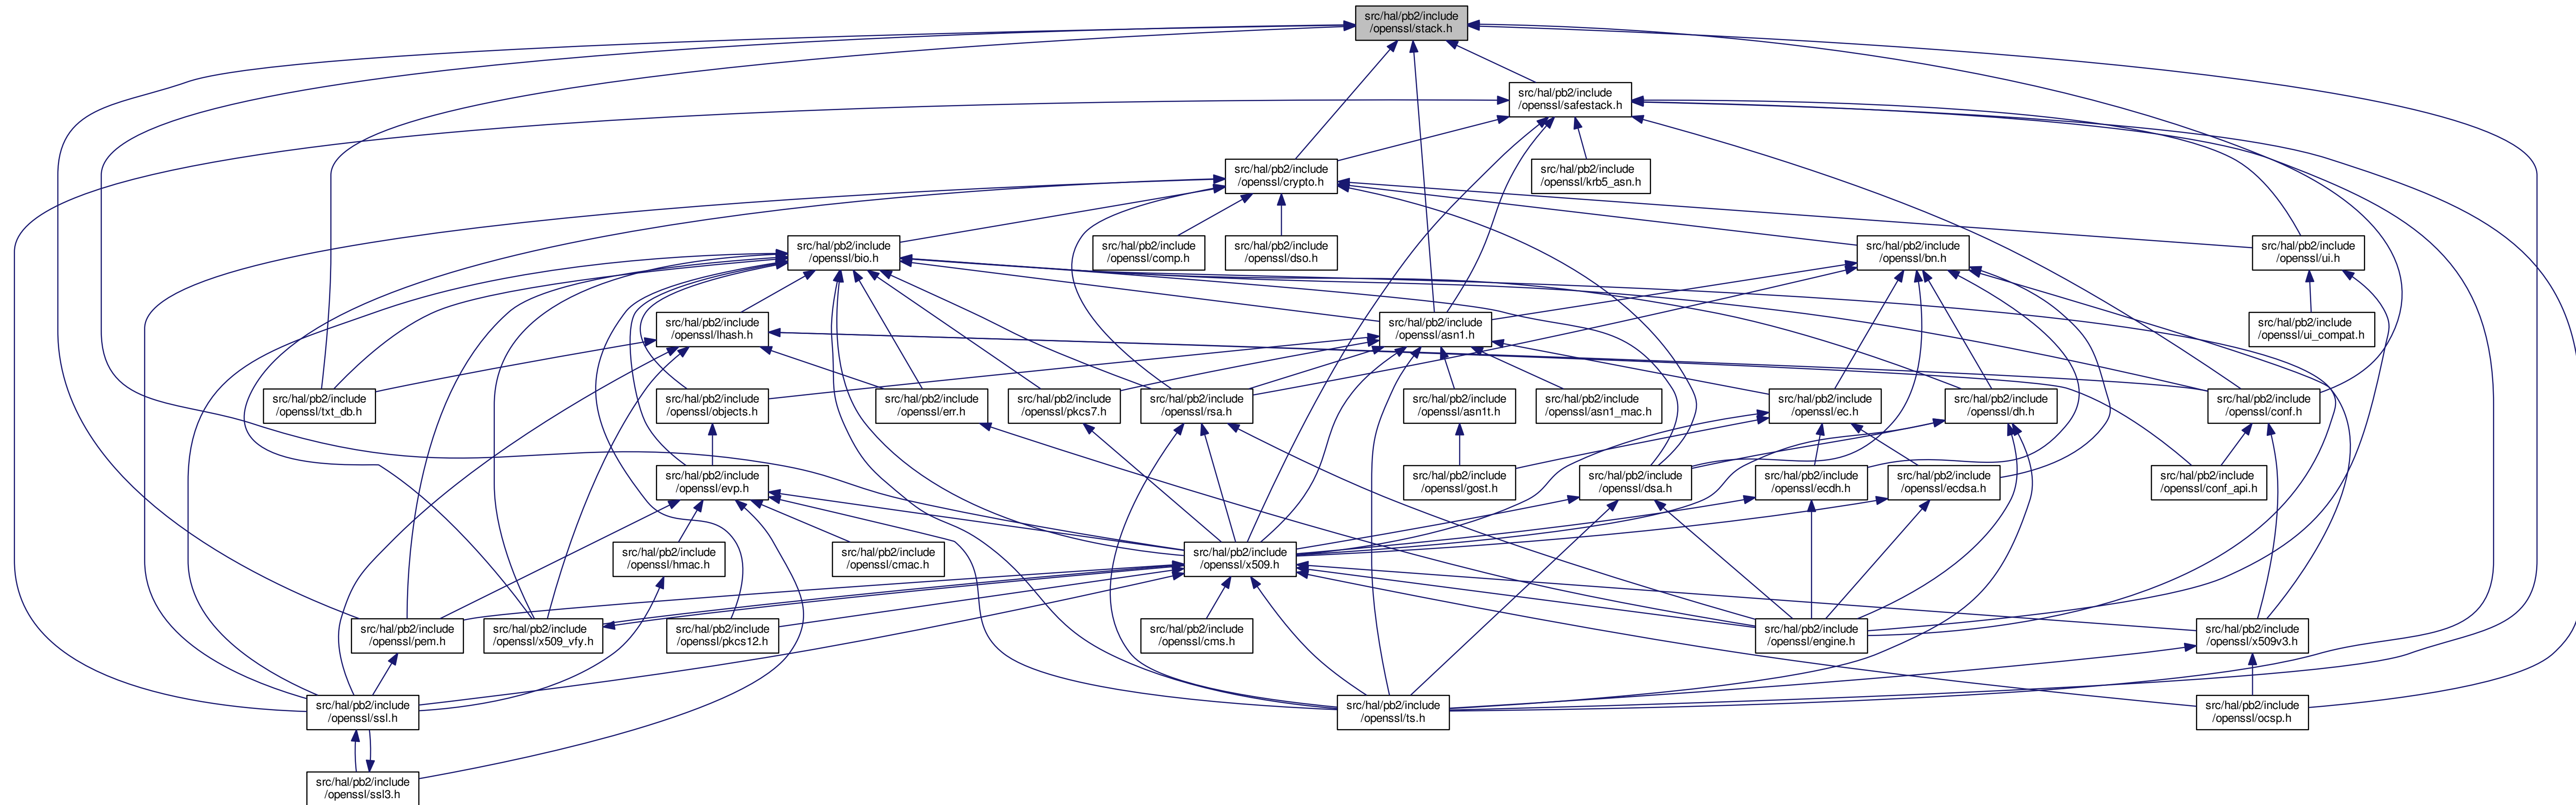 src/hal/pb2/include
/openssl/stack.h
src/hal/pb2/include
/openssl/safestack.h
src/hal/pb2/include
/openssl/crypto.h
src/hal/pb2/include
/openssl/krb5_asn.h
src/hal/pb2/include
/openssl/bio.h
src/hal/pb2/include
/openssl/comp.h
src/hal/pb2/include
/openssl/dso.h
src/hal/pb2/include
/openssl/bn.h
src/hal/pb2/include
/openssl/ui.h
src/hal/pb2/include
/openssl/lhash.h
src/hal/pb2/include
/openssl/asn1.h
src/hal/pb2/include
/openssl/ui_compat.h
src/hal/pb2/include
/openssl/txt_db.h
src/hal/pb2/include
/openssl/objects.h
src/hal/pb2/include
/openssl/err.h
src/hal/pb2/include
/openssl/pkcs7.h
src/hal/pb2/include
/openssl/rsa.h
src/hal/pb2/include
/openssl/asn1t.h
src/hal/pb2/include
/openssl/asn1_mac.h
src/hal/pb2/include
/openssl/ec.h
src/hal/pb2/include
/openssl/dh.h
src/hal/pb2/include
/openssl/conf.h
src/hal/pb2/include
/openssl/evp.h
src/hal/pb2/include
/openssl/gost.h
src/hal/pb2/include
/openssl/dsa.h
src/hal/pb2/include
/openssl/ecdh.h
src/hal/pb2/include
/openssl/ecdsa.h
src/hal/pb2/include
/openssl/conf_api.h
src/hal/pb2/include
/openssl/hmac.h
src/hal/pb2/include
/openssl/cmac.h
src/hal/pb2/include
/openssl/x509.h
src/hal/pb2/include
/openssl/pem.h
src/hal/pb2/include
/openssl/x509_vfy.h
src/hal/pb2/include
/openssl/pkcs12.h
src/hal/pb2/include
/openssl/cms.h
src/hal/pb2/include
/openssl/engine.h
src/hal/pb2/include
/openssl/x509v3.h
src/hal/pb2/include
/openssl/ssl.h
src/hal/pb2/include
/openssl/ts.h
src/hal/pb2/include
/openssl/ocsp.h
src/hal/pb2/include
/openssl/ssl3.h